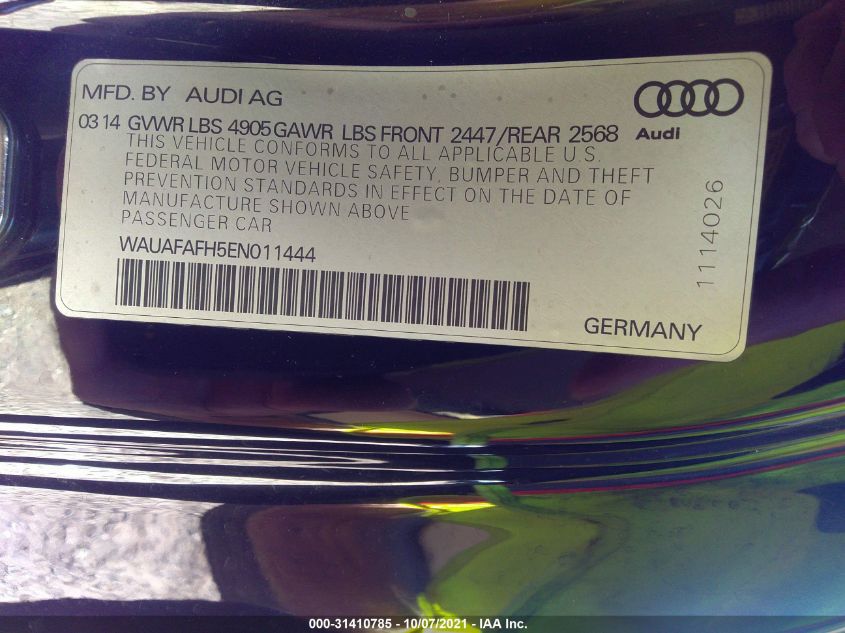 MFD. BY AUDI AG
0314 GVWR LBS 4905 GAWR LBS FRONT 2447/REAR 2568
Audi
THIS VEHICLE CONFORMS TO ALL APPLICABLE U.S.
FEDERAL MOTOR VEHICLE SAFETY, BUMPER AND THEFT
PREVENTION STANDARDS IN EFFECT ON THE DATE OF
MANUFACTURE SHOWN ABOVE
PASSENGER CAR
WAUAFAFH5EN011444
1114026
GERMANY
000-31410785 - 10/07/2021 - IAA Inc.